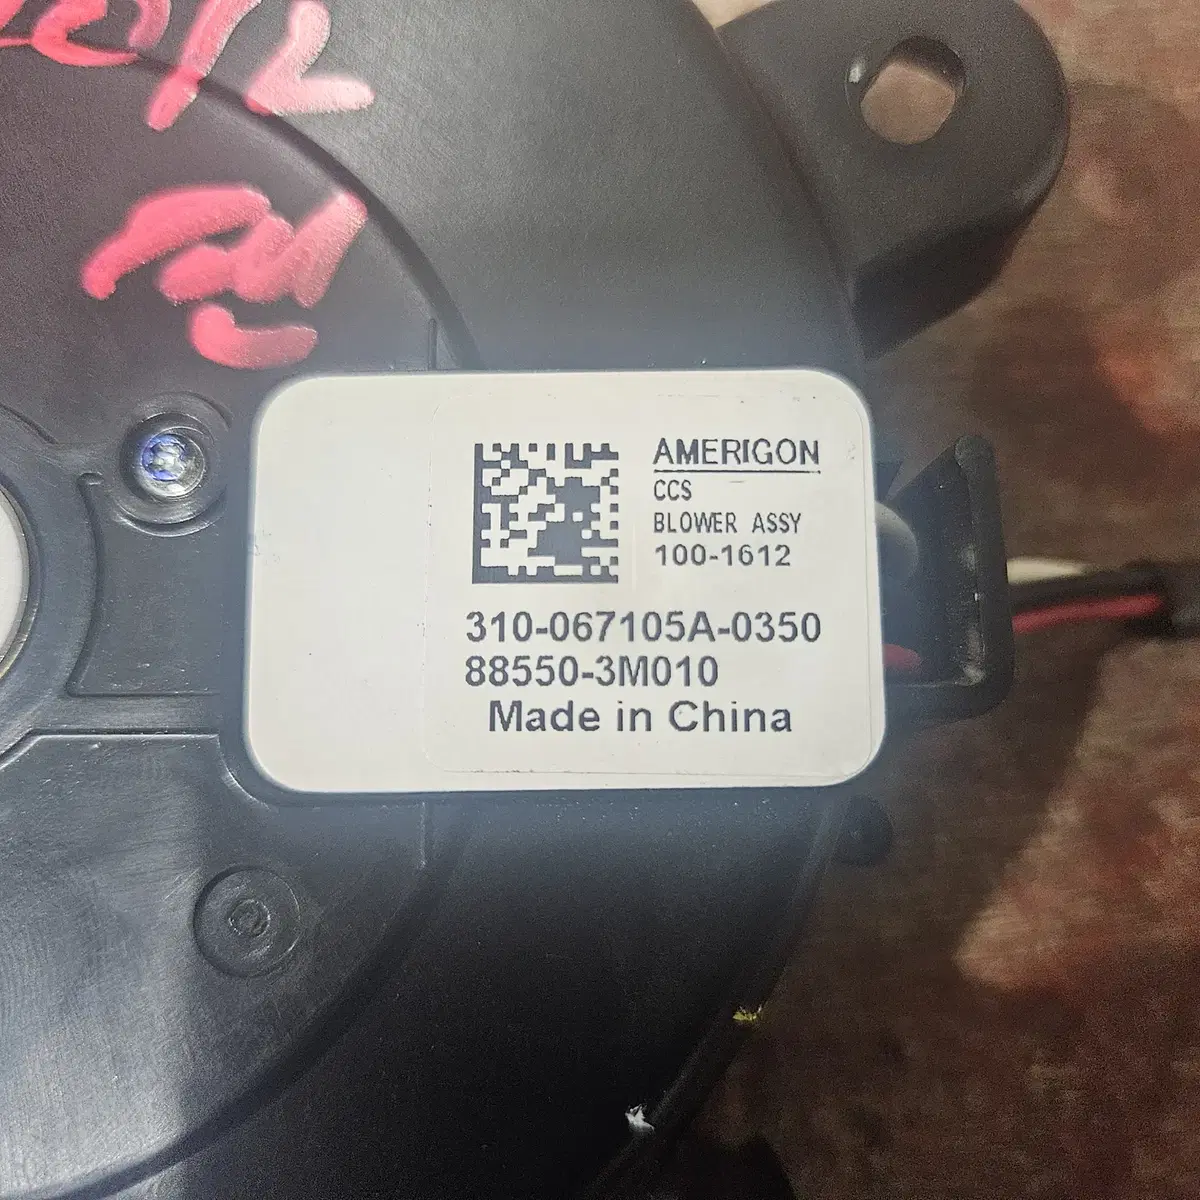 AMERIGON
CCS
BLOWER ASSY
100-1612
310-067105A-0350
88550-3M010
Made in China